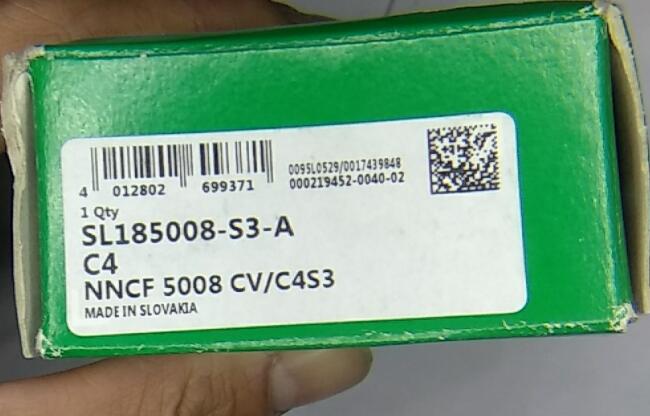 0095L0529/0017439848
000219452-0040-02
4 012802 699371
1 Qty
SL185008-S3-A
C4
NNCF 5008 CV/C4S3
MADE IN SLOVAKIA